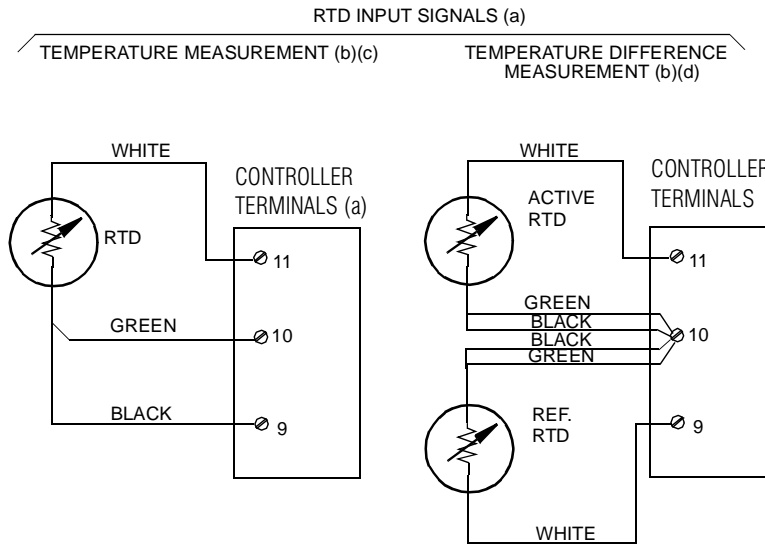 RTD INPUT SIGNALS (a)
TEMPERATURE MEASUREMENT (b)(c)
WHITE
CONTROLLER
TERMINALS (a)
RTD
11
GREEN
10
BLACK
9
TEMPERATURE DIFFERENCE
MEASUREMENT (b)(d)
WHITE
CONTROLLER
TERMINALS
ACTIVE
RTD
11
GREEN
BLACK
BLACK
GREEN
10
REF.
RTD
9
WHITE